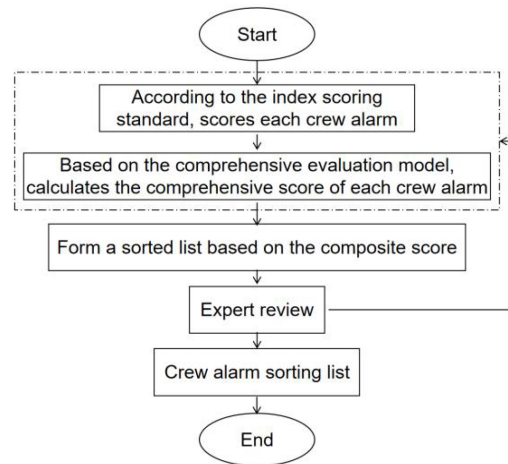 Start
According to the index scoring
standard, scores each crew alarm
Based on the comprehensive evaluation model,
calculates the comprehensive score of each crew alarm
Form a sorted list based on the composite score
Expert review
Crew alarm sorting list
End